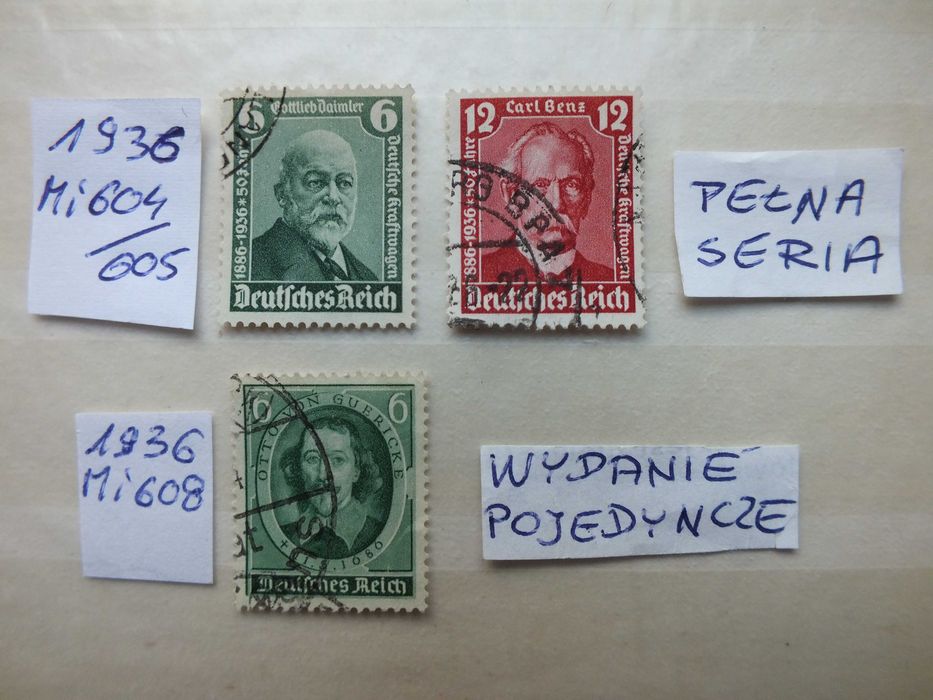 1936
Mi 604
/605
6 Gottlieb Daimler 6
1886-1936 * 50 Jahre
Deutsche Kraftwagen
Deutsches Reich
12 Carl Benz 12
1886-1936 * 50 Jahre
Deutsche Kraftwagen
Deutsches Reich
PEŁNA
SERIA
1936
Mi 608
6 6
OTTO VON GUERICKE
Deutsches Reich
WYDANIE
POJEDYNCZE